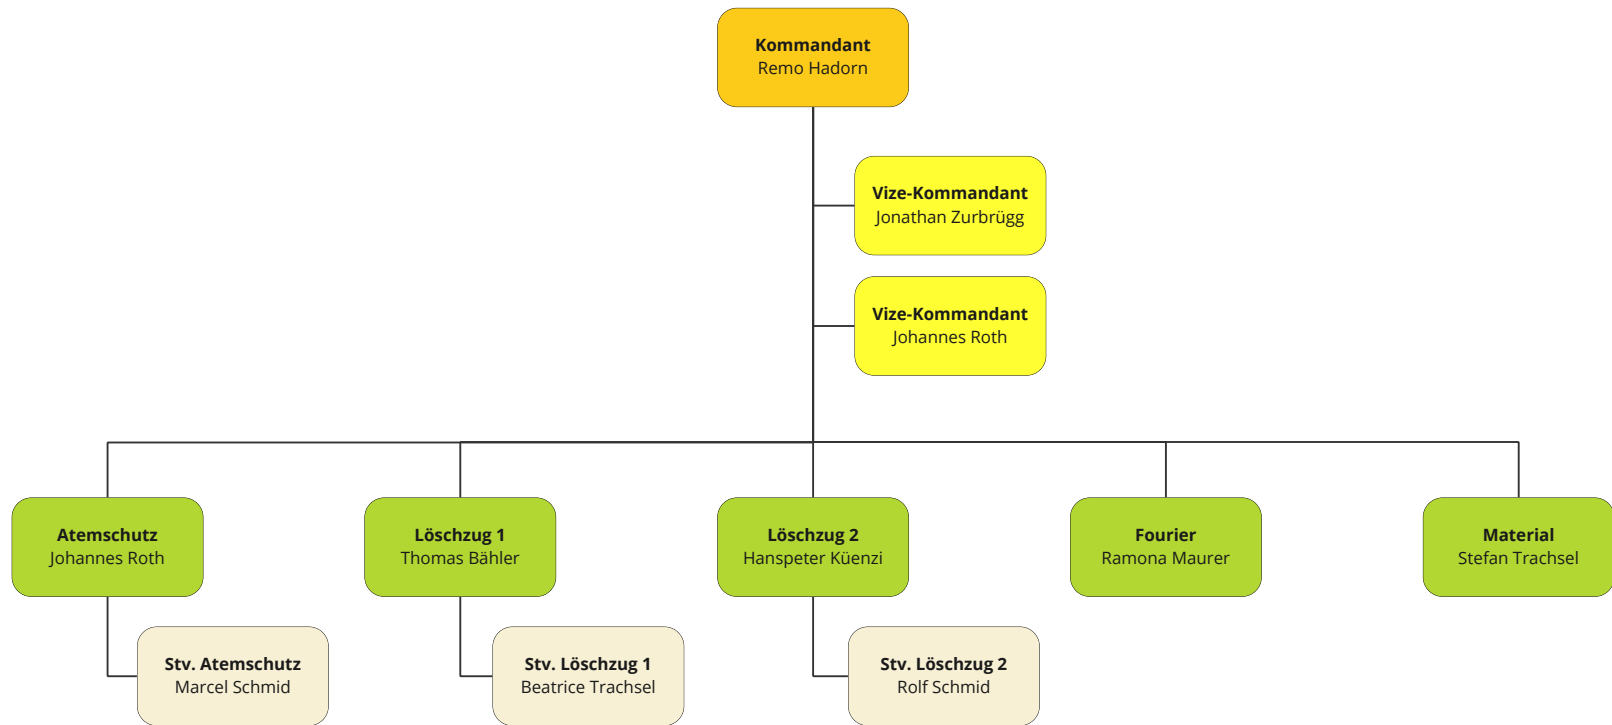 Kommandant
Remo Hadorn
Vize-Kommandant
Jonathan Zurbrügg
Vize-Kommandant
Johannes Roth
Atemschutz
Johannes Roth
Löschzug 1
Thomas Bähler
Löschzug 2
Hanspeter Küenzi
Fourier
Ramona Maurer
Material
Stefan Trachsel
Stv. Atemschutz
Marcel Schmid
Stv. Löschzug 1
Beatrice Trachsel
Stv. Löschzug 2
Rolf Schmid